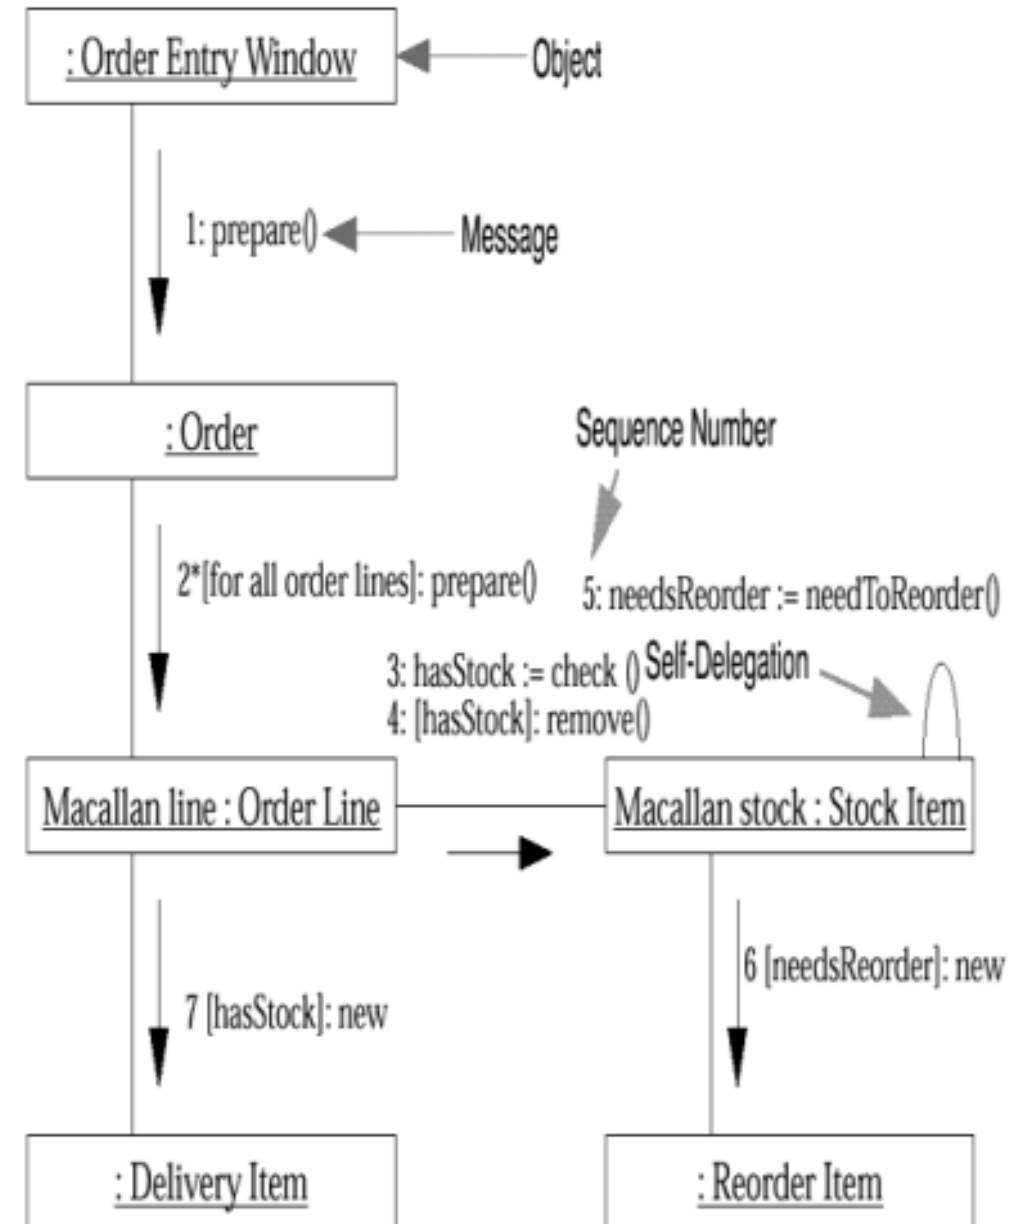 : Order Entry Window
Object
1: prepare()
Message
: Order
Sequence Number
2*[for all order lines]: prepare()
5: needsReorder := needToReorder()
3: hasStock := check ()
Self-Delegation
4: [hasStock]: remove()
Macallan line : Order Line
Macallan stock : Stock Item
6 [needsReorder]: new
7 [hasStock]: new
: Delivery Item
: Reorder Item